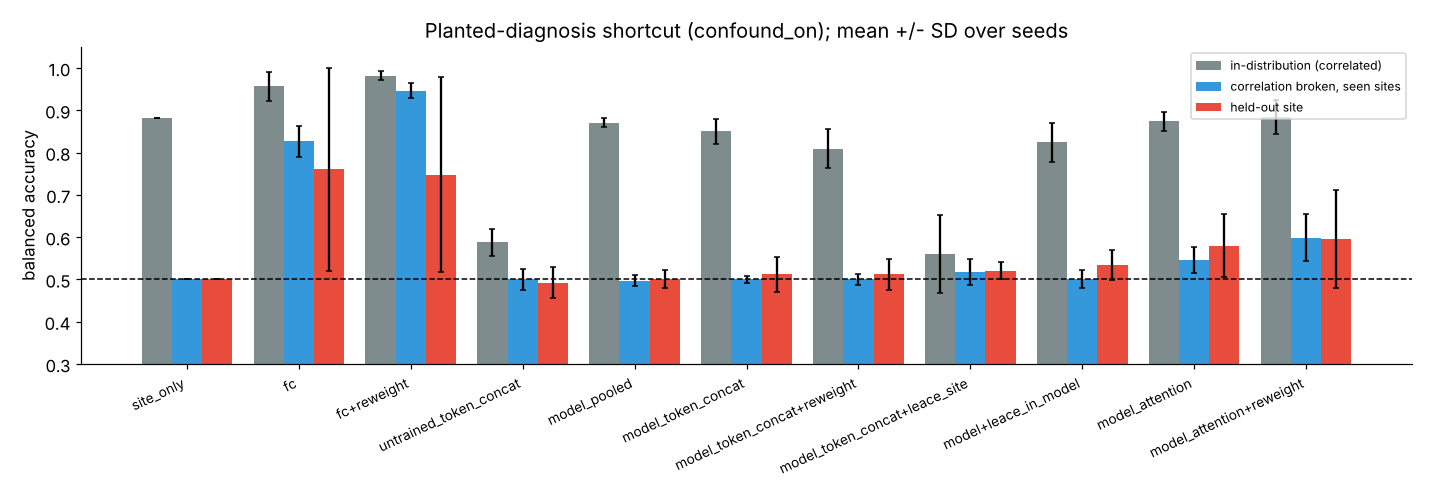 Planted-diagnosis shortcut (confound_on); mean +/- SD over seeds
in-distribution (correlated)
correlation broken, seen sites
held-out site
balanced accuracy
1.0
0.9
0.8
0.7
0.6
0.5
0.4
0.3
site_only
fc
fc+reweight
untrained_token_concat
model_pooled
model_token_concat
model_token_concat+reweight
model_token_concat+leace_site
model+leace_in_model
model_attention
model_attention+reweight